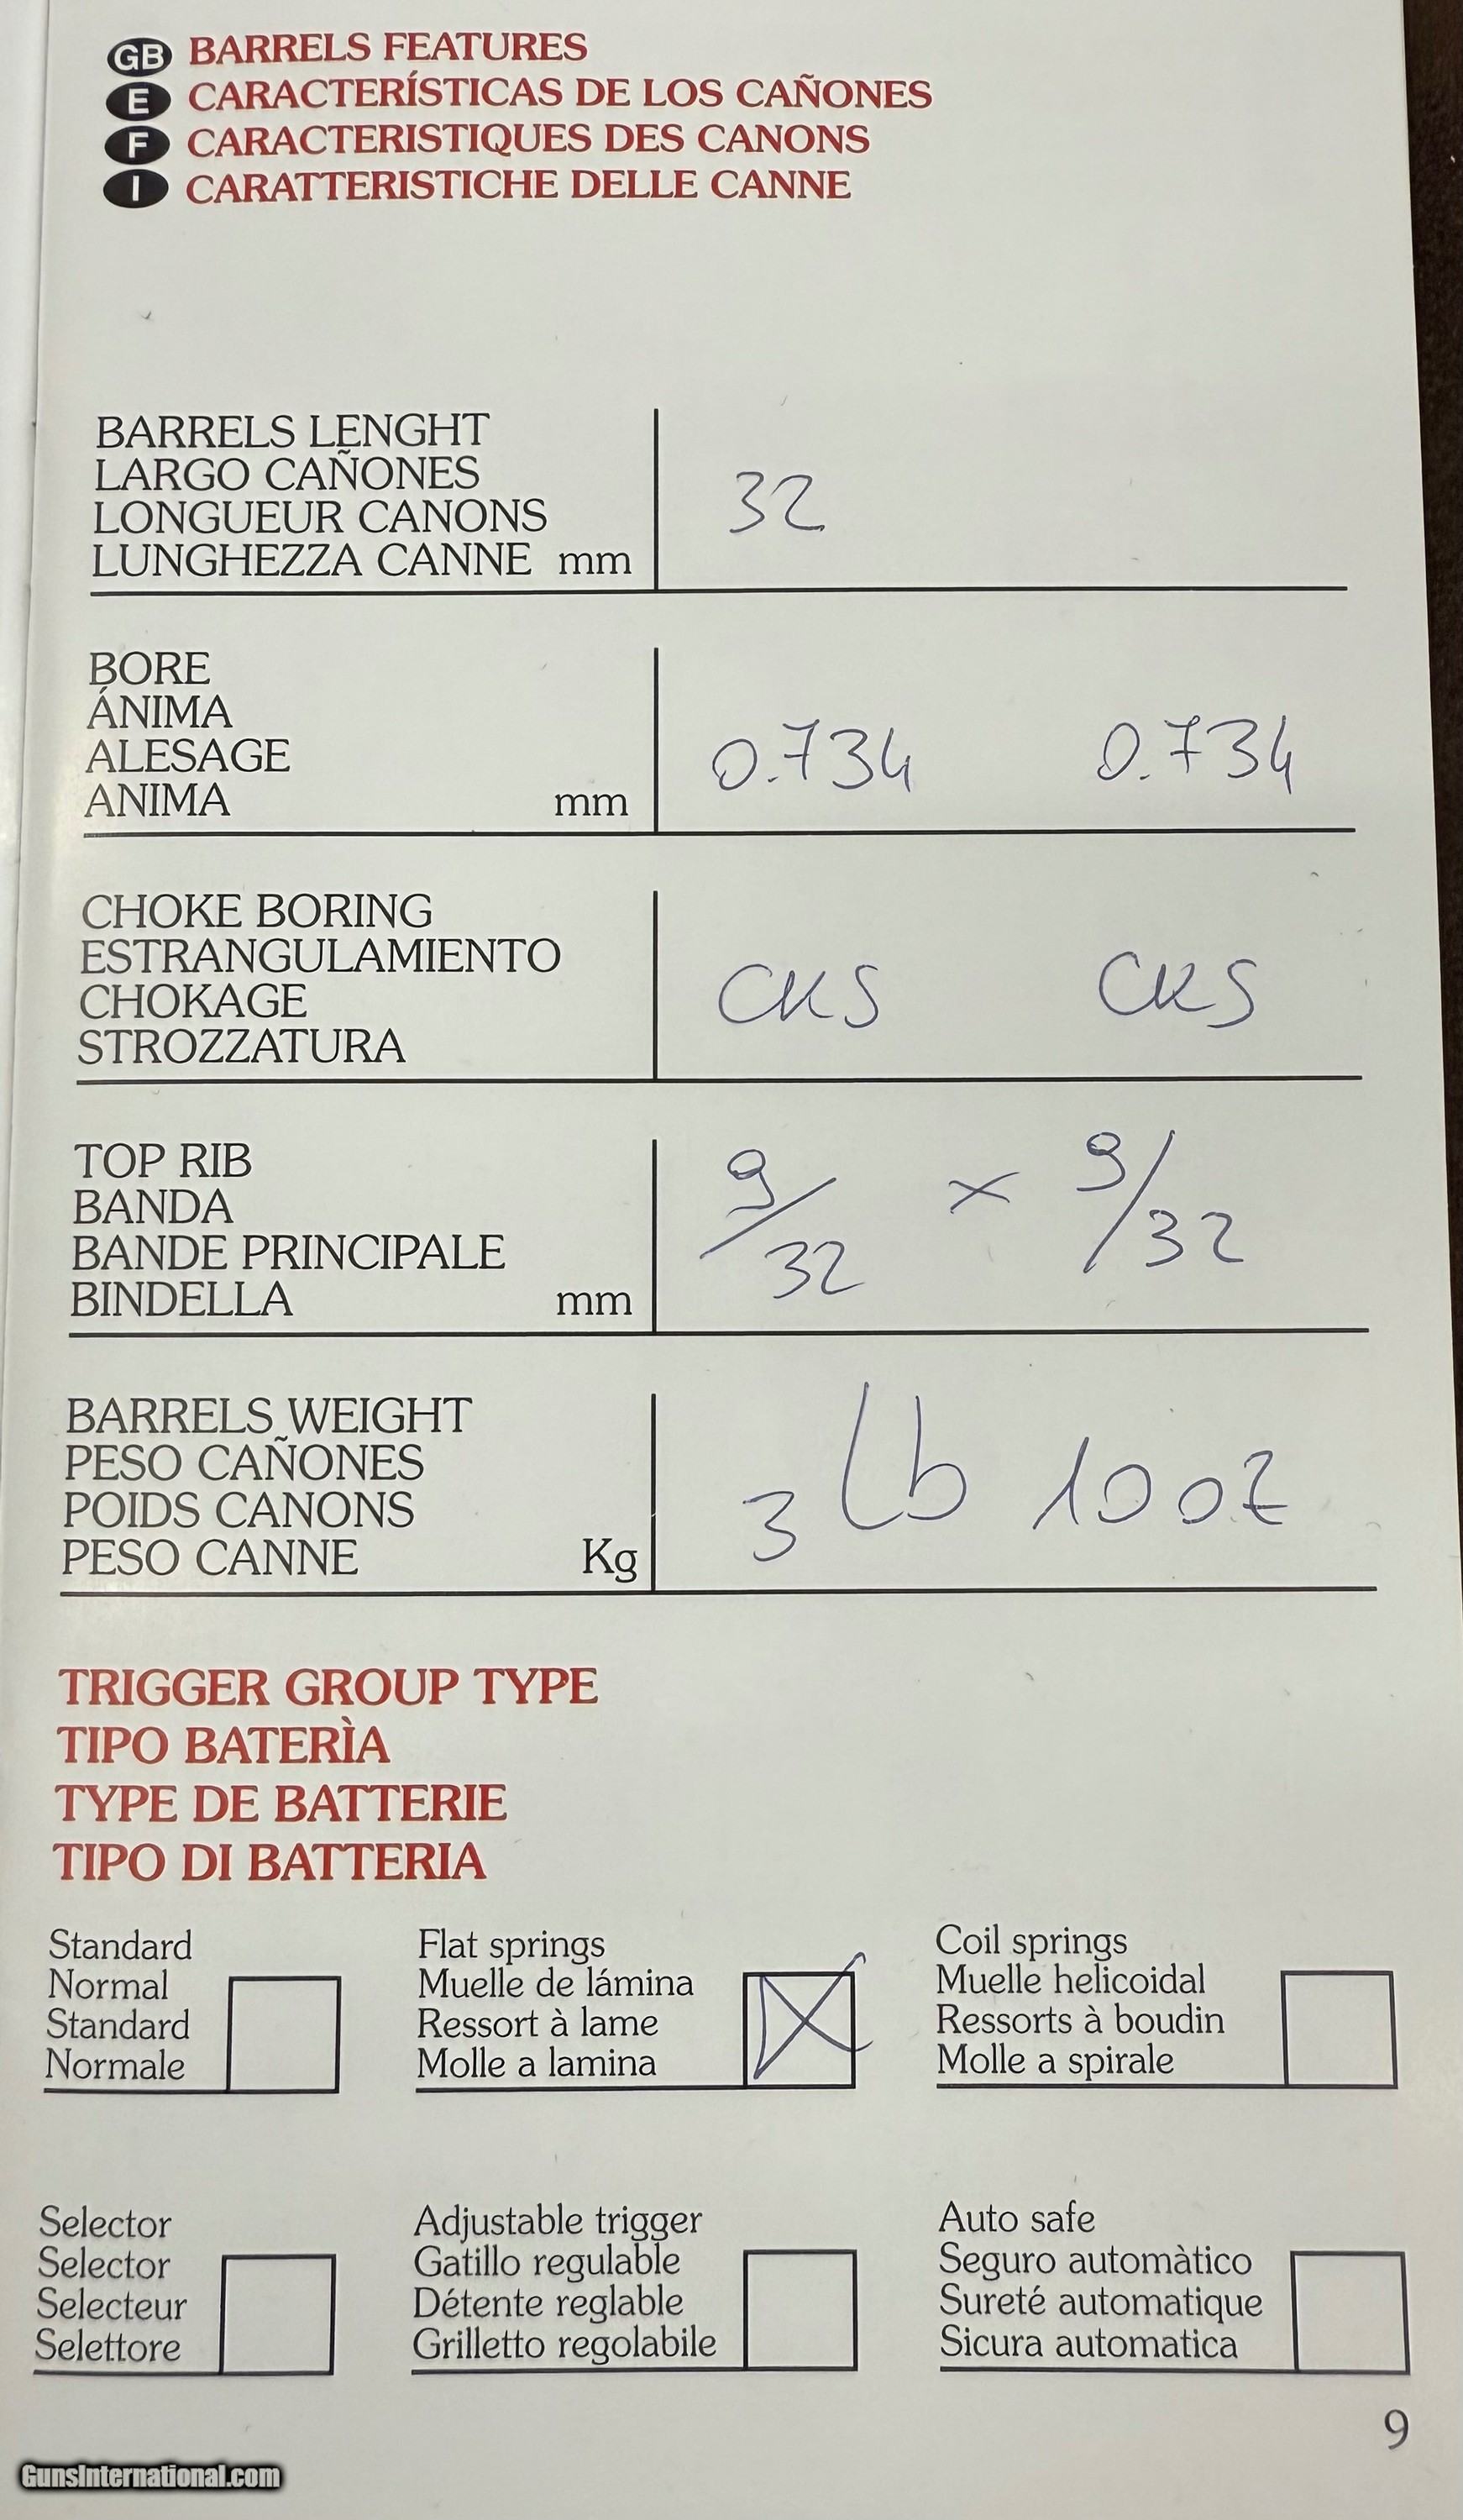 GB BARRELS FEATURES
E CARACTERÍSTICAS DE LOS CAÑONES
F CARACTERISTIQUES DES CANONS
I CARATTERISTICHE DELLE CANNE
BARRELS LENGHT
LARGO CAÑONES
LONGUEUR CANONS
LUNGHEZZA CANNE mm
32
BORE
ÁNIMA
ALESAGE
ANIMA mm
0.734 0.734
CHOKE BORING
ESTRANGULAMIENTO
CHOKAGE
STROZZATURA
CKS CKS
TOP RIB
BANDA
BANDE PRINCIPALE
BINDELLA mm
9/32 x 9/32
BARRELS WEIGHT
PESO CAÑONES
POIDS CANONS
PESO CANNE Kg
3 Lb 10 oz
TRIGGER GROUP TYPE
TIPO BATERÌA
TYPE DE BATTERIE
TIPO DI BATTERIA
Standard
Normal
Standard
Normale
Flat springs
Muelle de lámina
Ressort à lame
Molle a lamina
X
Coil springs
Muelle helicoidal
Ressorts à boudin
Molle a spirale
Selector
Selector
Selecteur
Selettore
Adjustable trigger
Gatillo regulable
Détente reglable
Grilletto regolabile
Auto safe
Seguro automàtico
Sureté automatique
Sicura automatica
9
GunsInternational.com